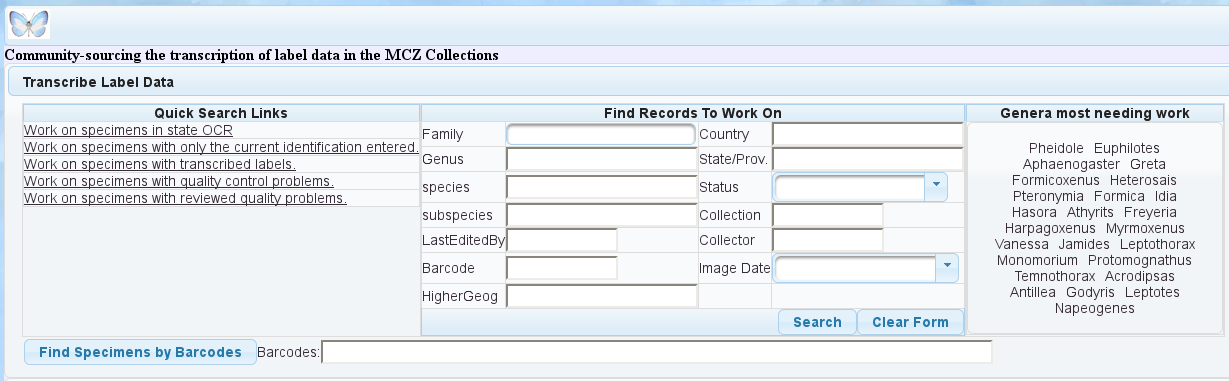 Community-sourcing the transcription of label data in the MCZ Collections
Transcribe Label Data
Quick Search Links
Work on specimens in state OCR
Work on specimens with only the current identification entered.
Work on specimens with transcribed labels.
Work on specimens with quality control problems.
Work on specimens with reviewed quality problems.
Find Records To Work On
Family Country
Genus State/Prov.
species Status
subspecies Collection
LastEditedBy Collector
Barcode Image Date
HigherGeog
Search Clear Form
Genera most needing work
Pheidole Euphilotes
Aphaenogaster Greta
Formicoxenus Heterosais
Pteronymia Formica Idia
Hasora Athyrits Freyeria
Harpagoxenus Myrmoxenus
Vanessa Jamides Leptothorax
Monomorium Protomognathus
Temnothorax Acrodipsas
Antillea Godyris Leptotes
Napeogenes
Find Specimens by Barcodes Barcodes: